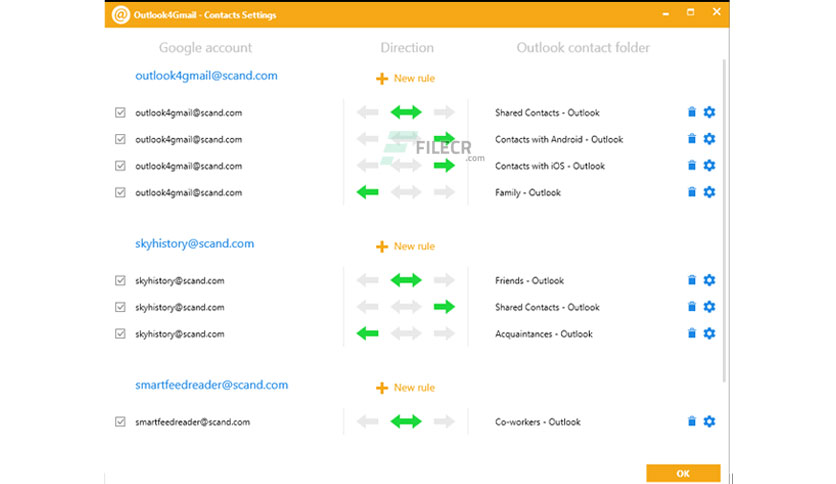 Outlook4Gmail - Contacts Settings
Google account Direction Outlook contact folder
outlook4gmail@scand.com New rule
outlook4gmail@scand.com Shared Contacts - Outlook
outlook4gmail@scand.com Contacts with Android - Outlook
FILECR
.com
outlook4gmail@scand.com Contacts with iOS - Outlook
outlook4gmail@scand.com Family - Outlook
skyhistory@scand.com New rule
skyhistory@scand.com Friends - Outlook
skyhistory@scand.com Shared Contacts - Outlook
skyhistory@scand.com Acquaintances - Outlook
smartfeedreader@scand.com New rule
smartfeedreader@scand.com Co-workers - Outlook
OK